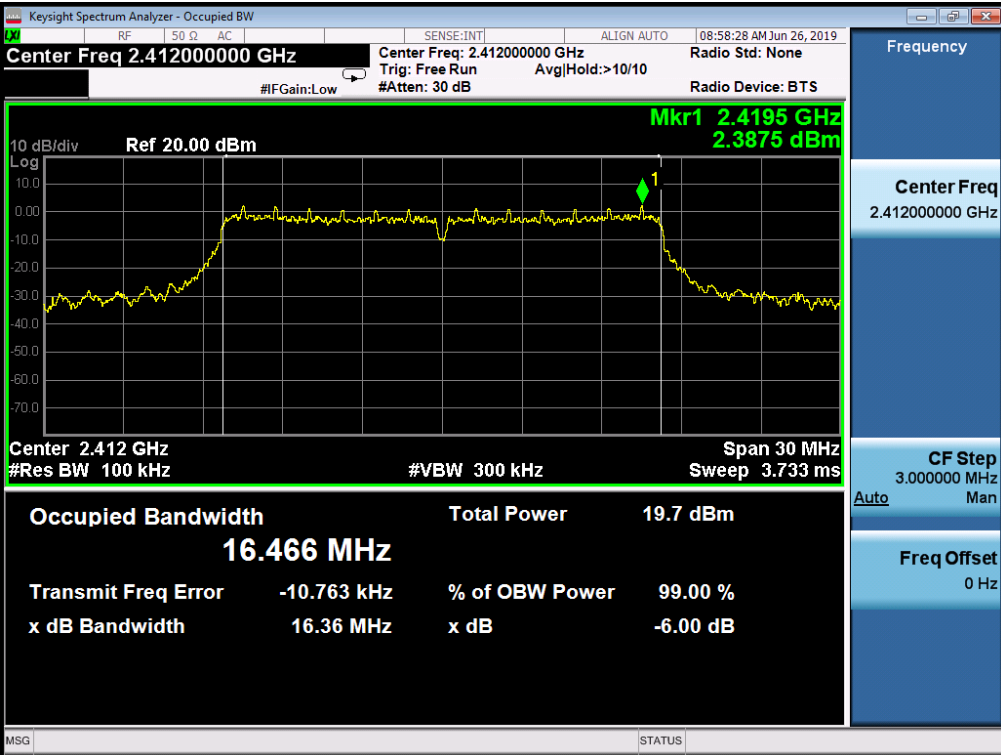 Keysight Spectrum Analyzer - Occupied BW
LXI
RF 50 Ω AC SENSE:INT ALIGN AUTO 08:58:28 AM Jun 26, 2019
Center Freq 2.412000000 GHz
Center Freq: 2.412000000 GHz
Radio Std: None
Trig: Free Run Avg|Hold:>10/10
#IFGain:Low
#Atten: 30 dB
Radio Device: BTS
Mkr1 2.4195 GHz
2.3875 dBm
10 dB/div Ref 20.00 dBm
Log
10.0
0.00
-10.0
-20.0
-30.0
-40.0
-50.0
-60.0
-70.0
1
Center 2.412 GHz Span 30 MHz
#Res BW 100 kHz #VBW 300 kHz Sweep 3.733 ms
Occupied Bandwidth Total Power 19.7 dBm
16.466 MHz
Transmit Freq Error -10.763 kHz % of OBW Power 99.00 %
x dB Bandwidth 16.36 MHz x dB -6.00 dB
Frequency
Center Freq
2.412000000 GHz
CF Step
3.000000 MHz
Auto Man
Freq Offset
0 Hz
MSG STATUS